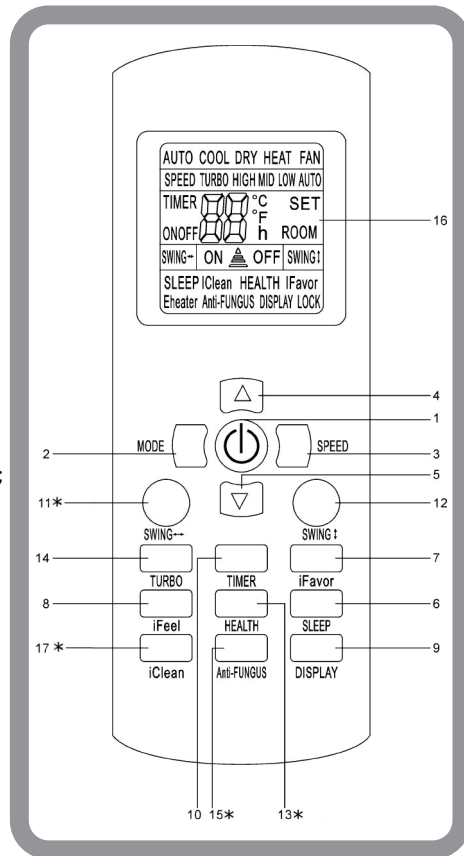 AUTO COOL DRY HEAT FAN
SPEED TURBO HIGH MID LOW AUTO
TIMER 88 °C SET
°F
ONOFF h ROOM
16
SWING↔ ON OFF SWING↕
SLEEP IClean HEALTH IFavor
Eheater Anti-FUNGUS DISPLAY LOCK
4
1
MODE SPEED
2 3
5
11* 12
SWING↔ SWING↕
14 7
TURBO TIMER iFavor
8 6
iFeel HEALTH SLEEP
17* 9
iClean Anti-FUNGUS DISPLAY
10 15* 13*